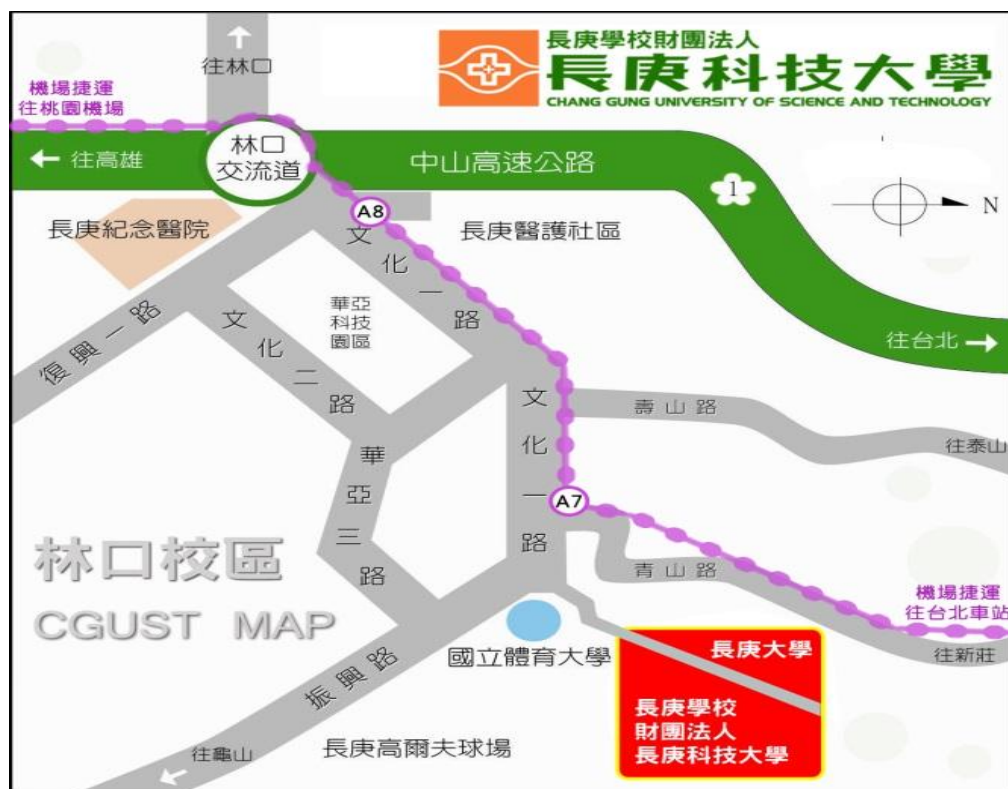 往林口
機場捷運
往桃園機場
長庚學校財團法人
長庚科技大學
CHANG GUNG UNIVERSITY OF SCIENCE AND TECHNOLOGY
林口
交流道
往高雄
中山高速公路
1
N
A8
長庚紀念醫院
長庚醫護社區
文化一路
華亞
科技
園區
往台北
復興一路
文化二路
文化一路
壽山路
往泰山
華亞三路
A7
林口校區
CGUST MAP
青山路
機場捷運
往台北車站
國立體育大學
長庚大學
往新莊
振興路
長庚學校
財團法人
長庚科技大學
長庚高爾夫球場
往龜山